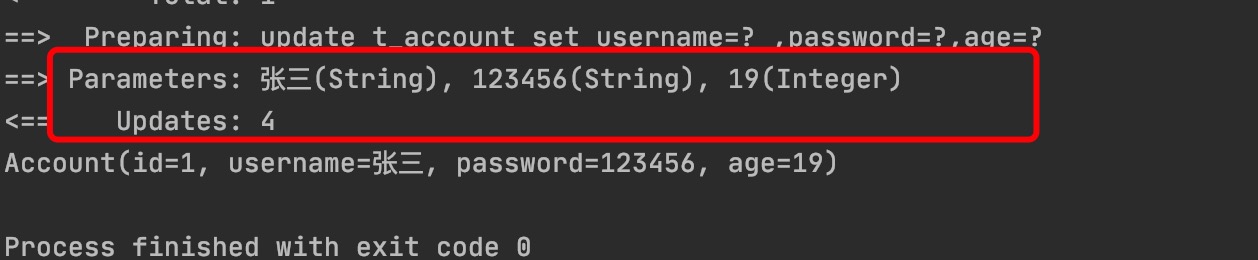 <         Total: 1
==>  Preparing: update t_account set username=? ,password=?,age=?
==> Parameters: 张三(String), 123456(String), 19(Integer)
<==    Updates: 4
Account(id=1, username=张三, password=123456, age=19)
Process finished with exit code 0